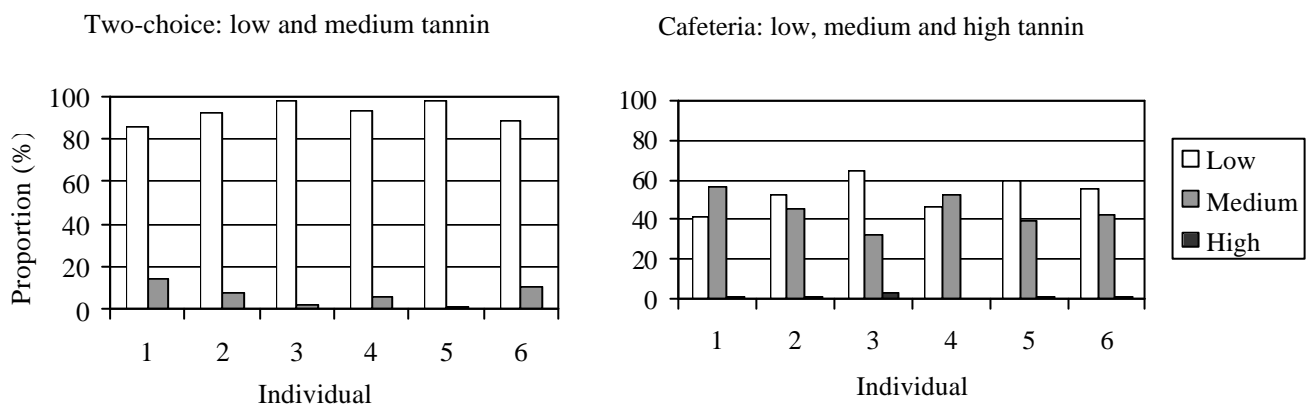 Two-choice: low and medium tannin
Proportion (%)
100
80
60
40
20
0
1 2 3 4 5 6
Individual
Cafeteria: low, medium and high tannin
100
80
60
40
20
0
1 2 3 4 5 6
Individual
Low
Medium
High